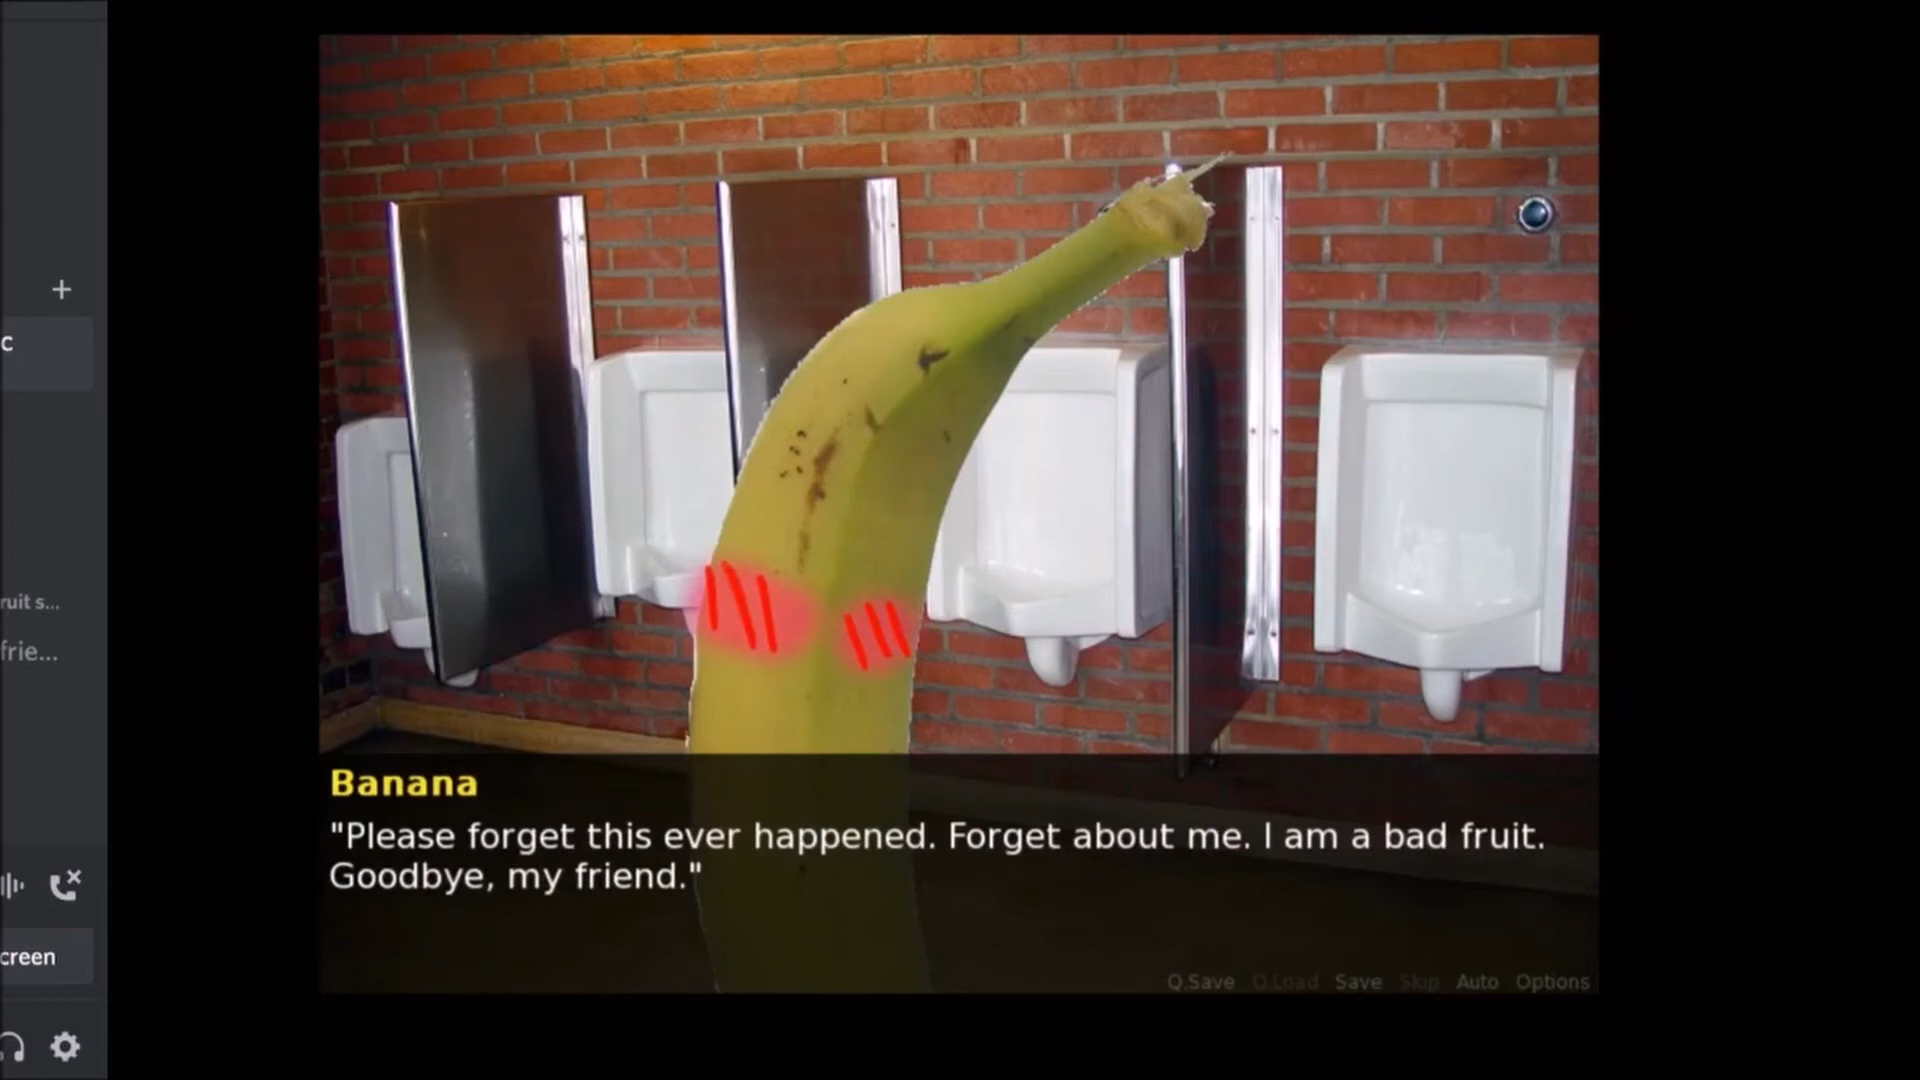 c
ruit s...
frie...
creen
Banana
"Please forget this ever happened. Forget about me. I am a bad fruit.
Goodbye, my friend."
Q.Save Q.Load Save Skip Auto Options